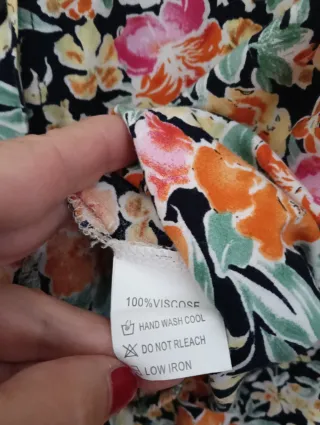 100%VISCOSE
HAND WASH COOL
DO NOT RLEACH
LOW IRON